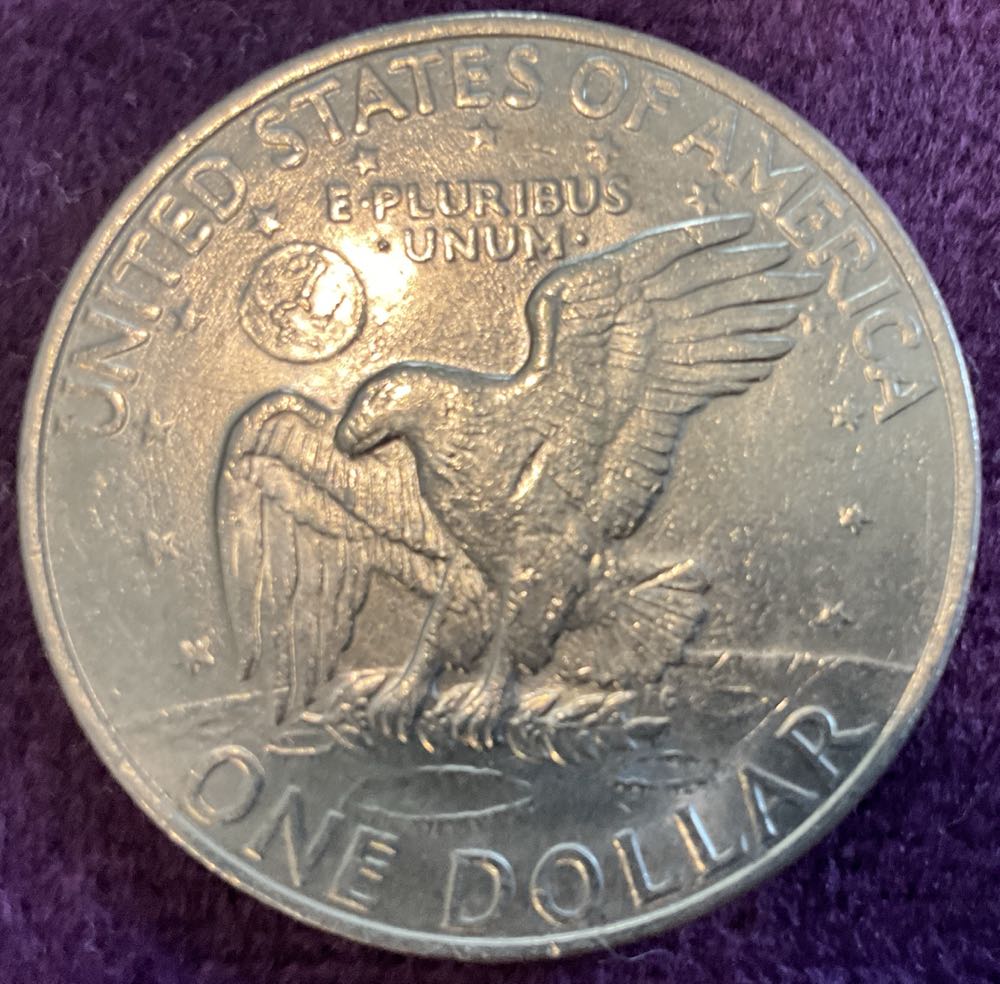 UNITED STATES OF AMERICA
E·PLURIBUS
·UNUM·
ONE DOLLAR